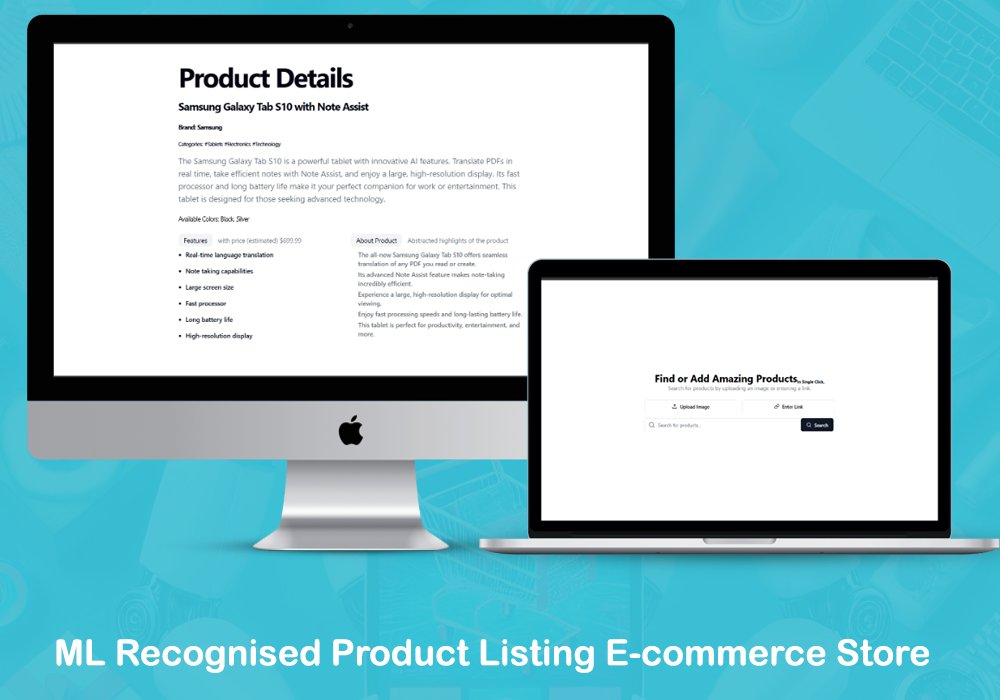 Product Details
Samsung Galaxy Tab S10 with Note Assist
Brand: Samsung
Categories: #Tablets #Electronics #Technology
The Samsung Galaxy Tab S10 is a powerful tablet with innovative AI features. Translate PDFs in
real time, take efficient notes with Note Assist, and enjoy a large, high-resolution display. Its fast
processor and long battery life make it your perfect companion for work or entertainment. This
tablet is designed for those seeking advanced technology.
Available Colors: Black, Silver
Features with price (estimated) $699.99
Real-time language translation
Note taking capabilities
Large screen size
Fast processor
Long battery life
High-resolution display
About Product Abstracted highlights of the product
The all-new Samsung Galaxy Tab S10 offers seamless
translation of any PDF you read or create.
Its advanced Note Assist feature makes note-taking
incredibly efficient.
Experience a large, high-resolution display for optimal
viewing.
Enjoy fast processing speeds and long-lasting battery life.
This tablet is perfect for productivity, entertainment, and
more.
Find or Add Amazing Products In Single Click.
Search for products by uploading an image or entering a link.
Upload Image Enter Link
Search for products... Search
ML Recognised Product Listing E-commerce Store